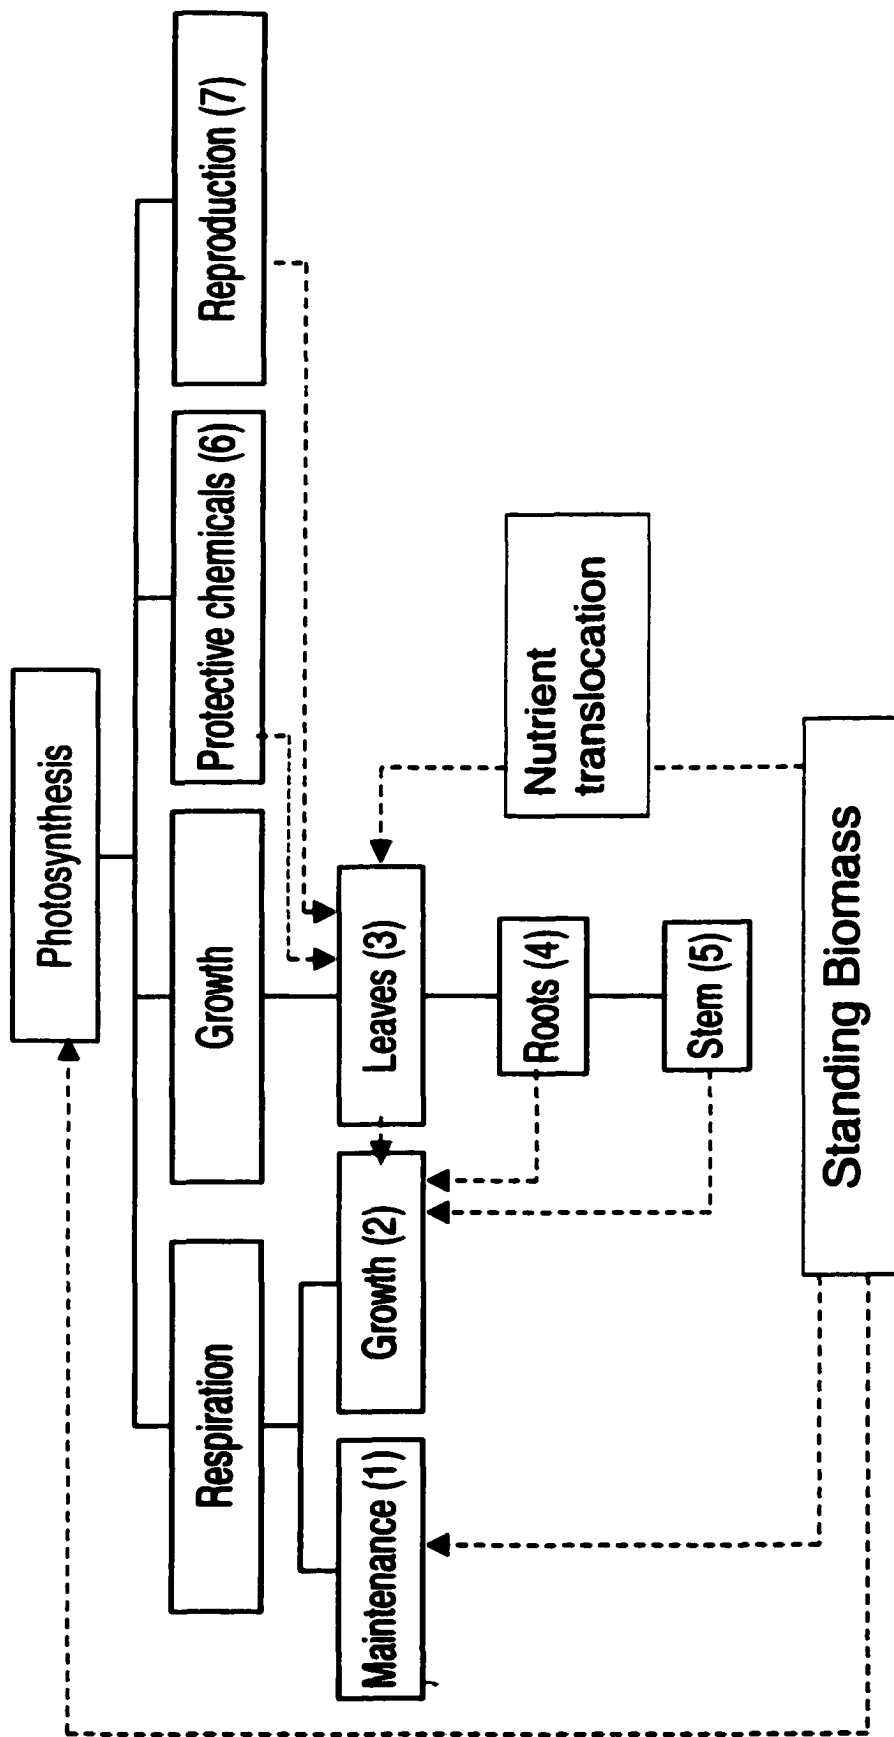 Photosynthesis
Respiration
Growth
Protective chemicals (6)
Reproduction (7)
Maintenance (1)
Growth (2)
Leaves (3)
Roots (4)
Stem (5)
Nutrient
translocation
Standing Biomass